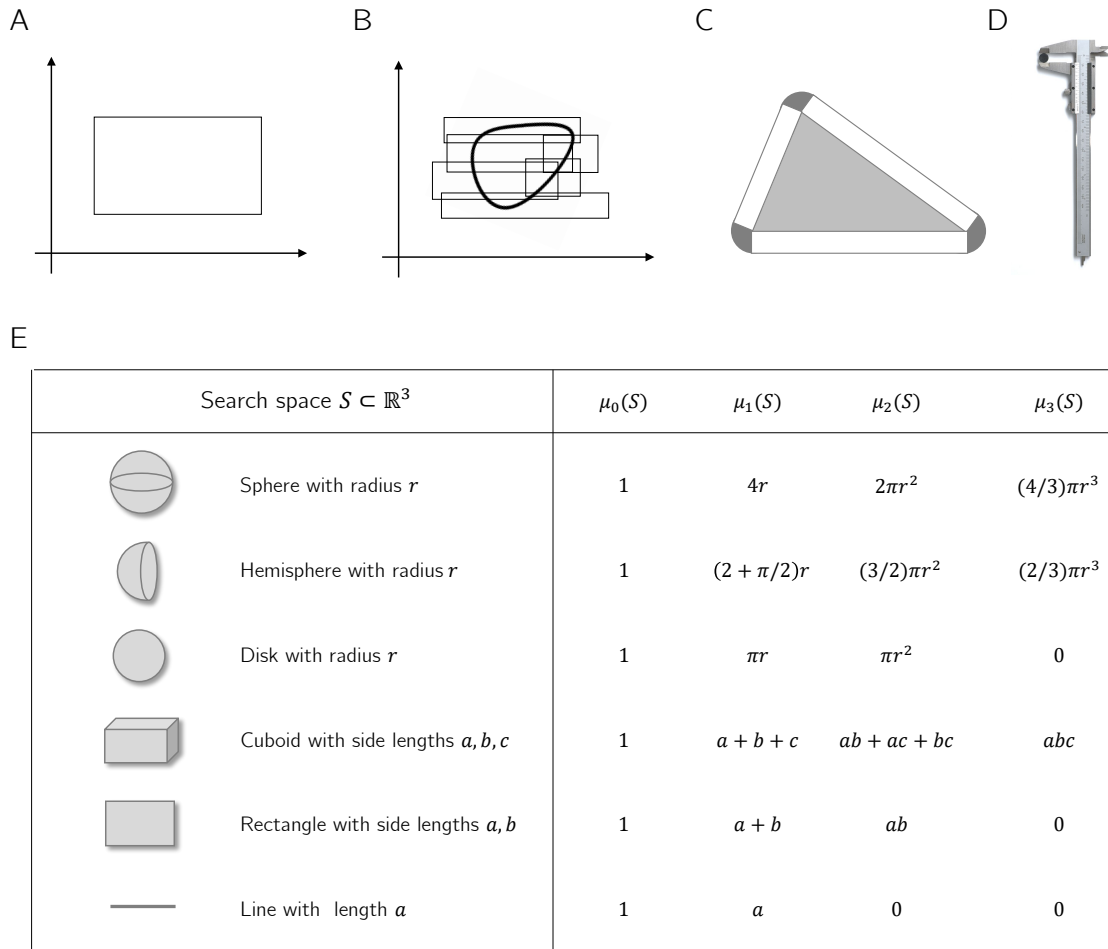 A B C D
E
Search space S ⊂ ℝ³ μ₀(S) μ₁(S) μ₂(S) μ₃(S)
Sphere with radius r 1 4r 2πr² (4/3)πr³
Hemisphere with radius r 1 (2 + π/2)r (3/2)πr² (2/3)πr³
Disk with radius r 1 πr πr² 0
Cuboid with side lengths a, b, c 1 a + b + c ab + ac + bc abc
Rectangle with side lengths a, b 1 a + b ab 0
Line with length a 1 a 0 0